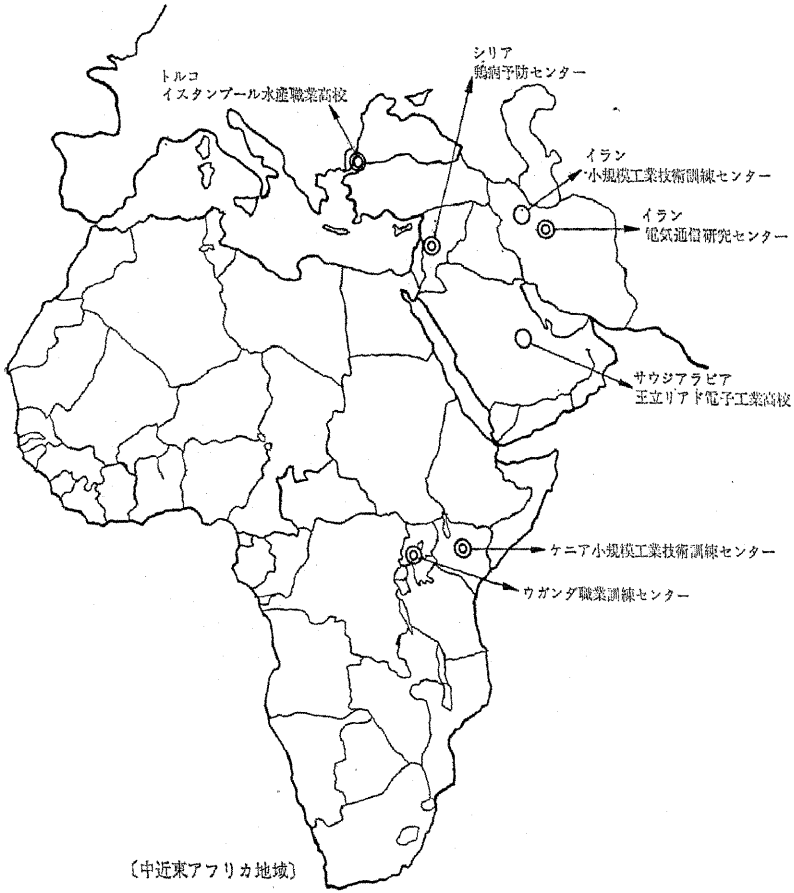 シリア
鶏病予防センター
トルコ
イスタンブール水産職業高校
イラン
小規模工業技術訓練センター
イラン
電気通信研究センター
サウジアラビア
王立リアド電子工業高校
ケニア小規模工業技術訓練センター
ウガンダ職業訓練センター
〔中近東アフリカ地域〕